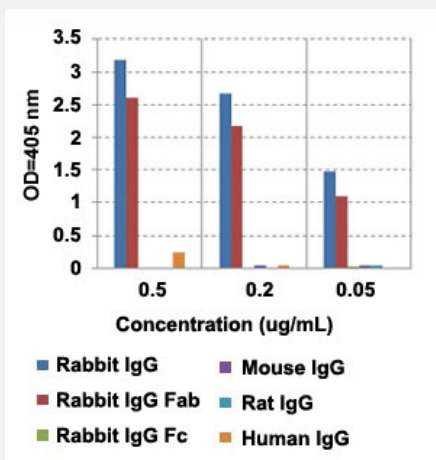 3.5
3
2.5
2
1.5
1
0.5
0
OD=405 nm
0.5 0.2 0.05
Concentration (ug/mL)
Rabbit IgG Mouse IgG
Rabbit IgG Fab Rat IgG
Rabbit IgG Fc Human IgG